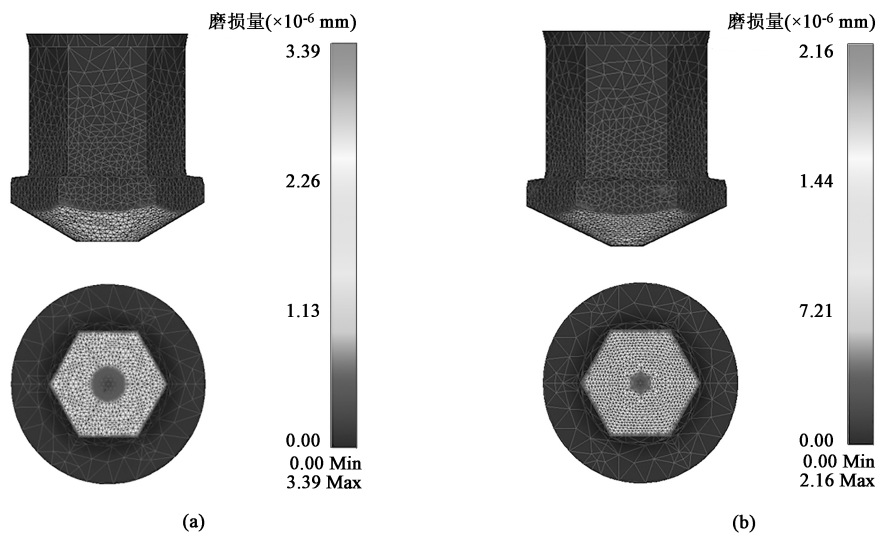 磨损量(×10-6 mm)
3.39
2.26
1.13
0.00
0.00 Min
3.39 Max
(a)
磨损量(×10-6 mm)
2.16
1.44
7.21
0.00
0.00 Min
2.16 Max
(b)